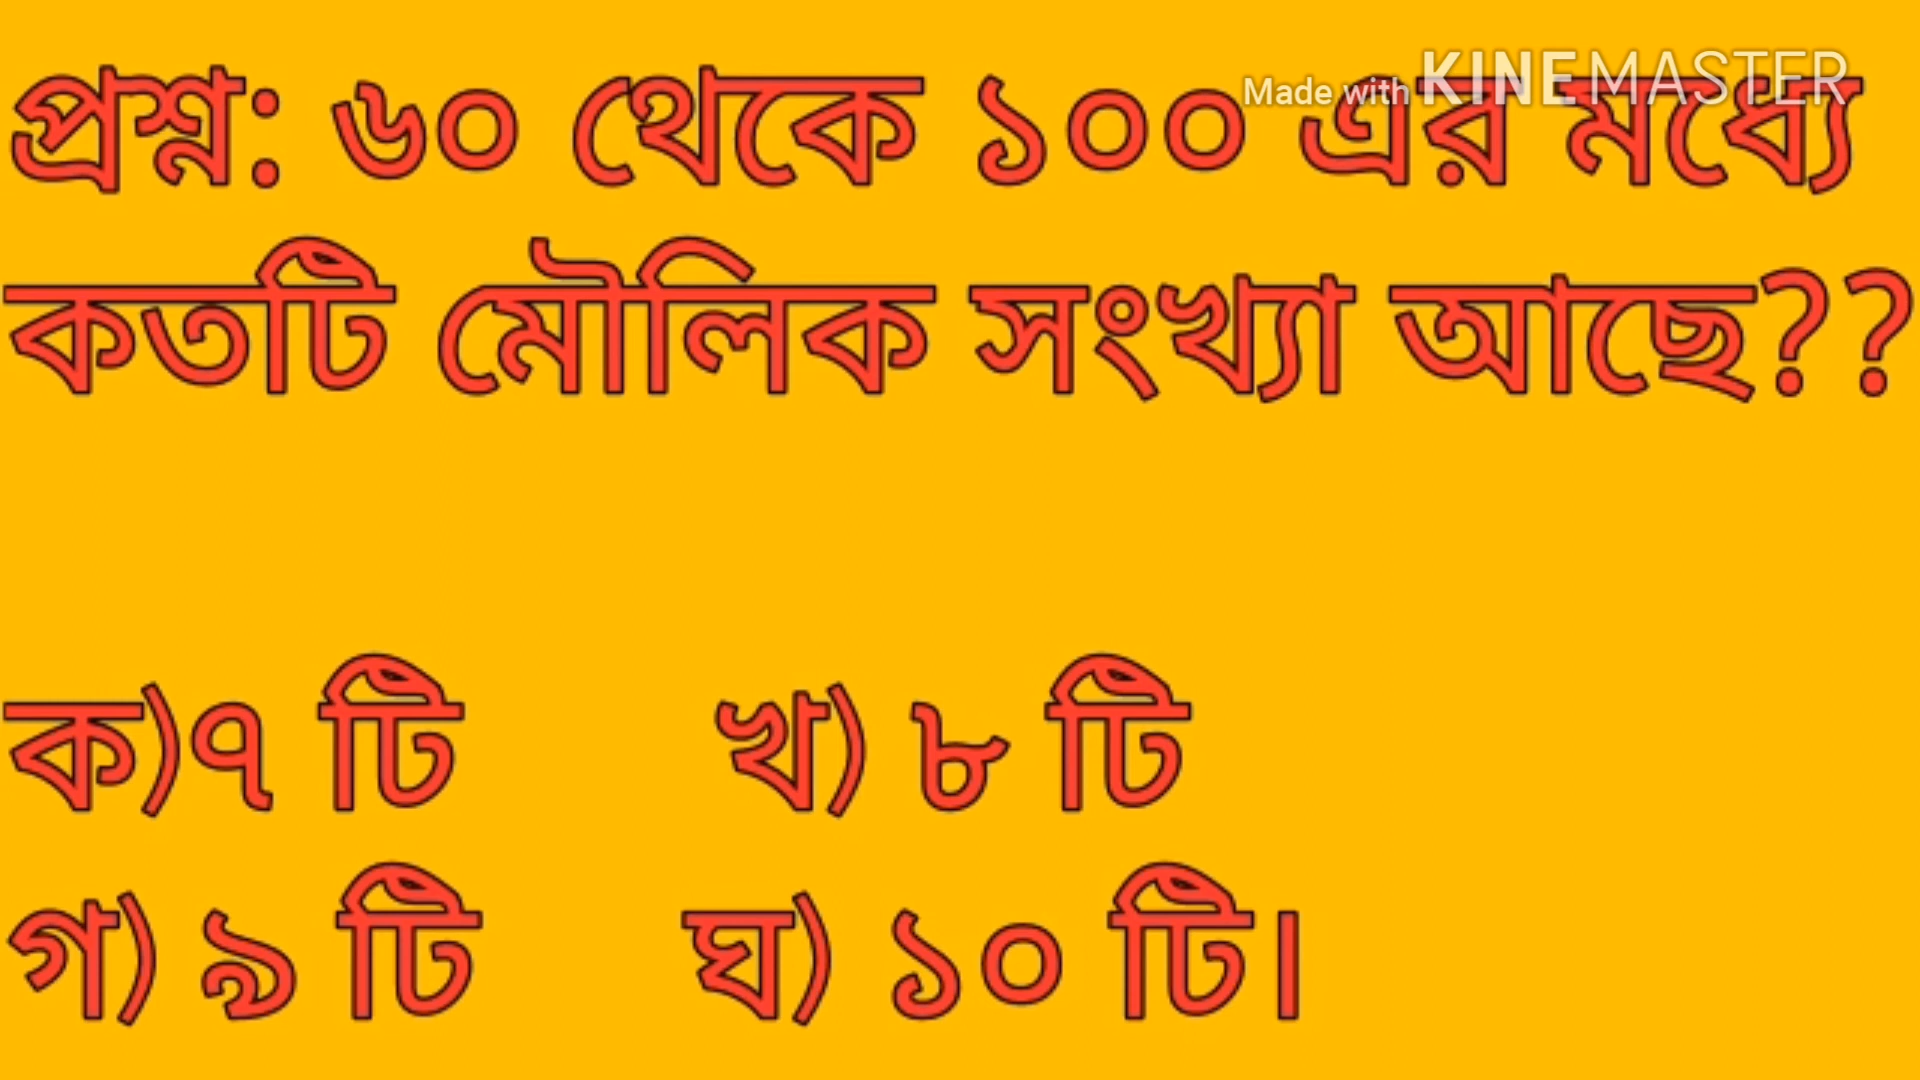 Made with KINEMASTER
প্রশ্ন: ৬০ থেকে ১০০ এর মধ্যে
কতটি মৌলিক সংখ্যা আছে??
ক)৭ টি খ) ৮ টি
গ) ৯ টি ঘ) ১০ টি।